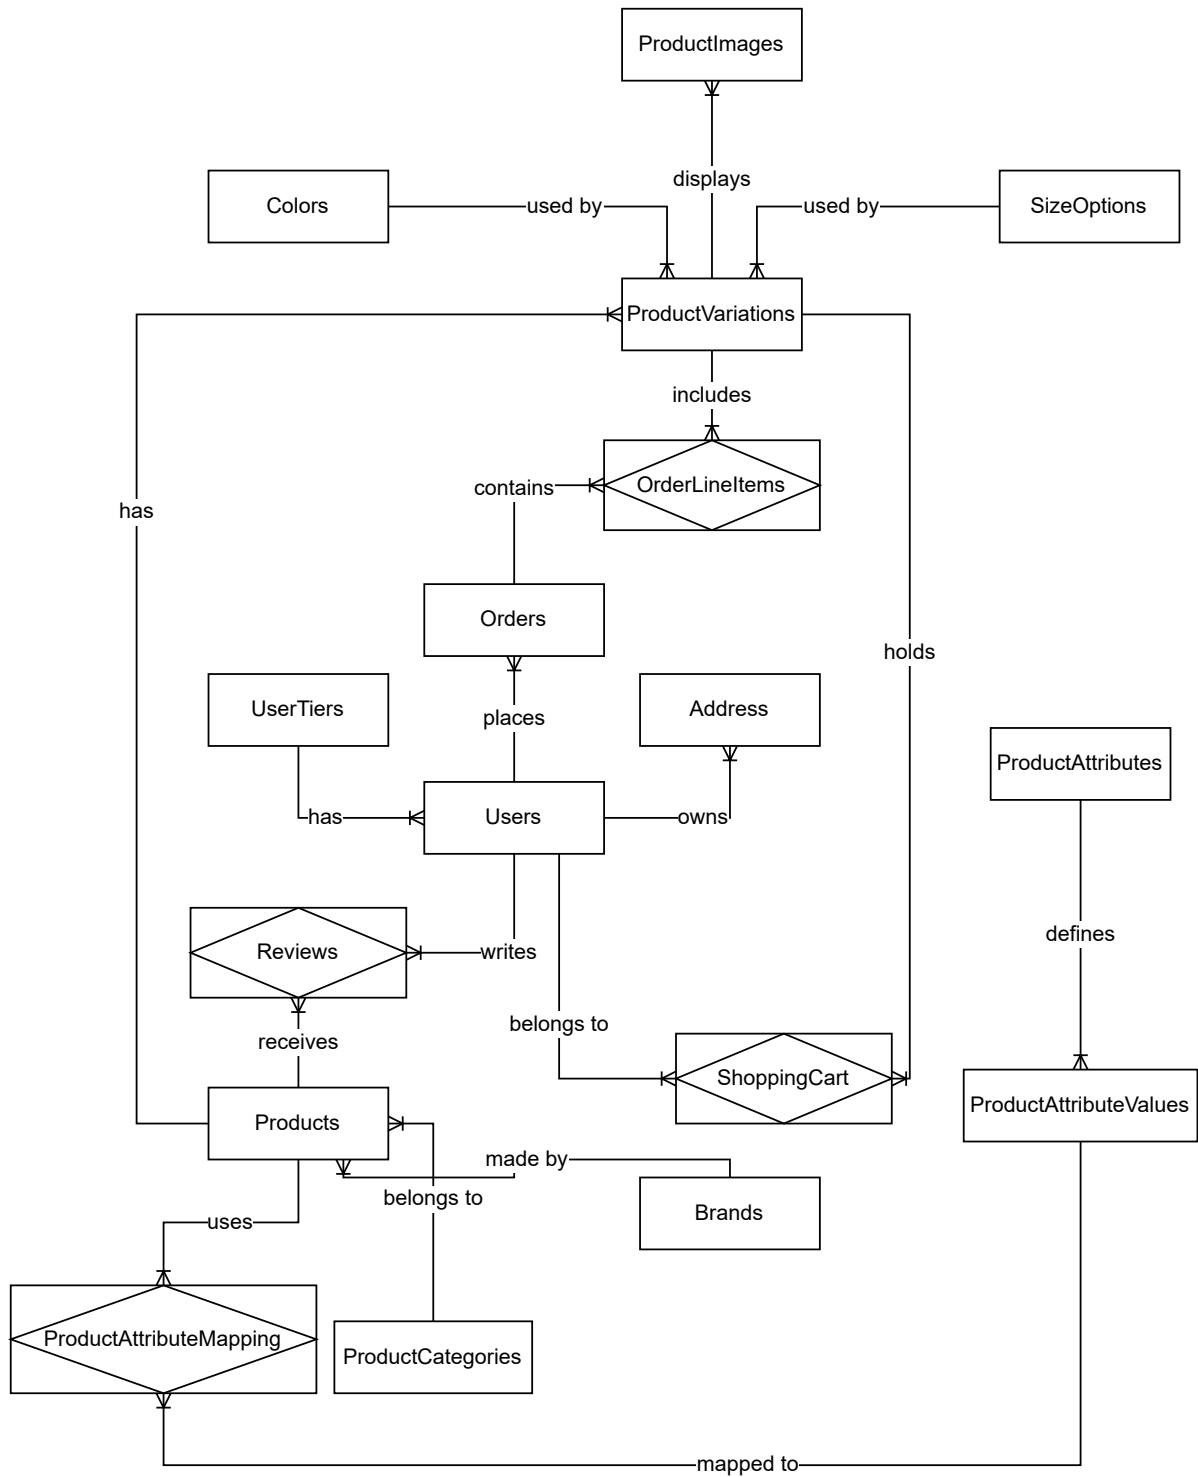 ProductImages
displays
Colors
used by
used by
SizeOptions
ProductVariations
includes
contains
OrderLineItems
has
Orders
holds
UserTiers
places
Address
ProductAttributes
has
Users
owns
defines
Reviews
writes
belongs to
receives
ShoppingCart
ProductAttributeValues
Products
made by
belongs to
Brands
uses
ProductAttributeMapping
ProductCategories
mapped to